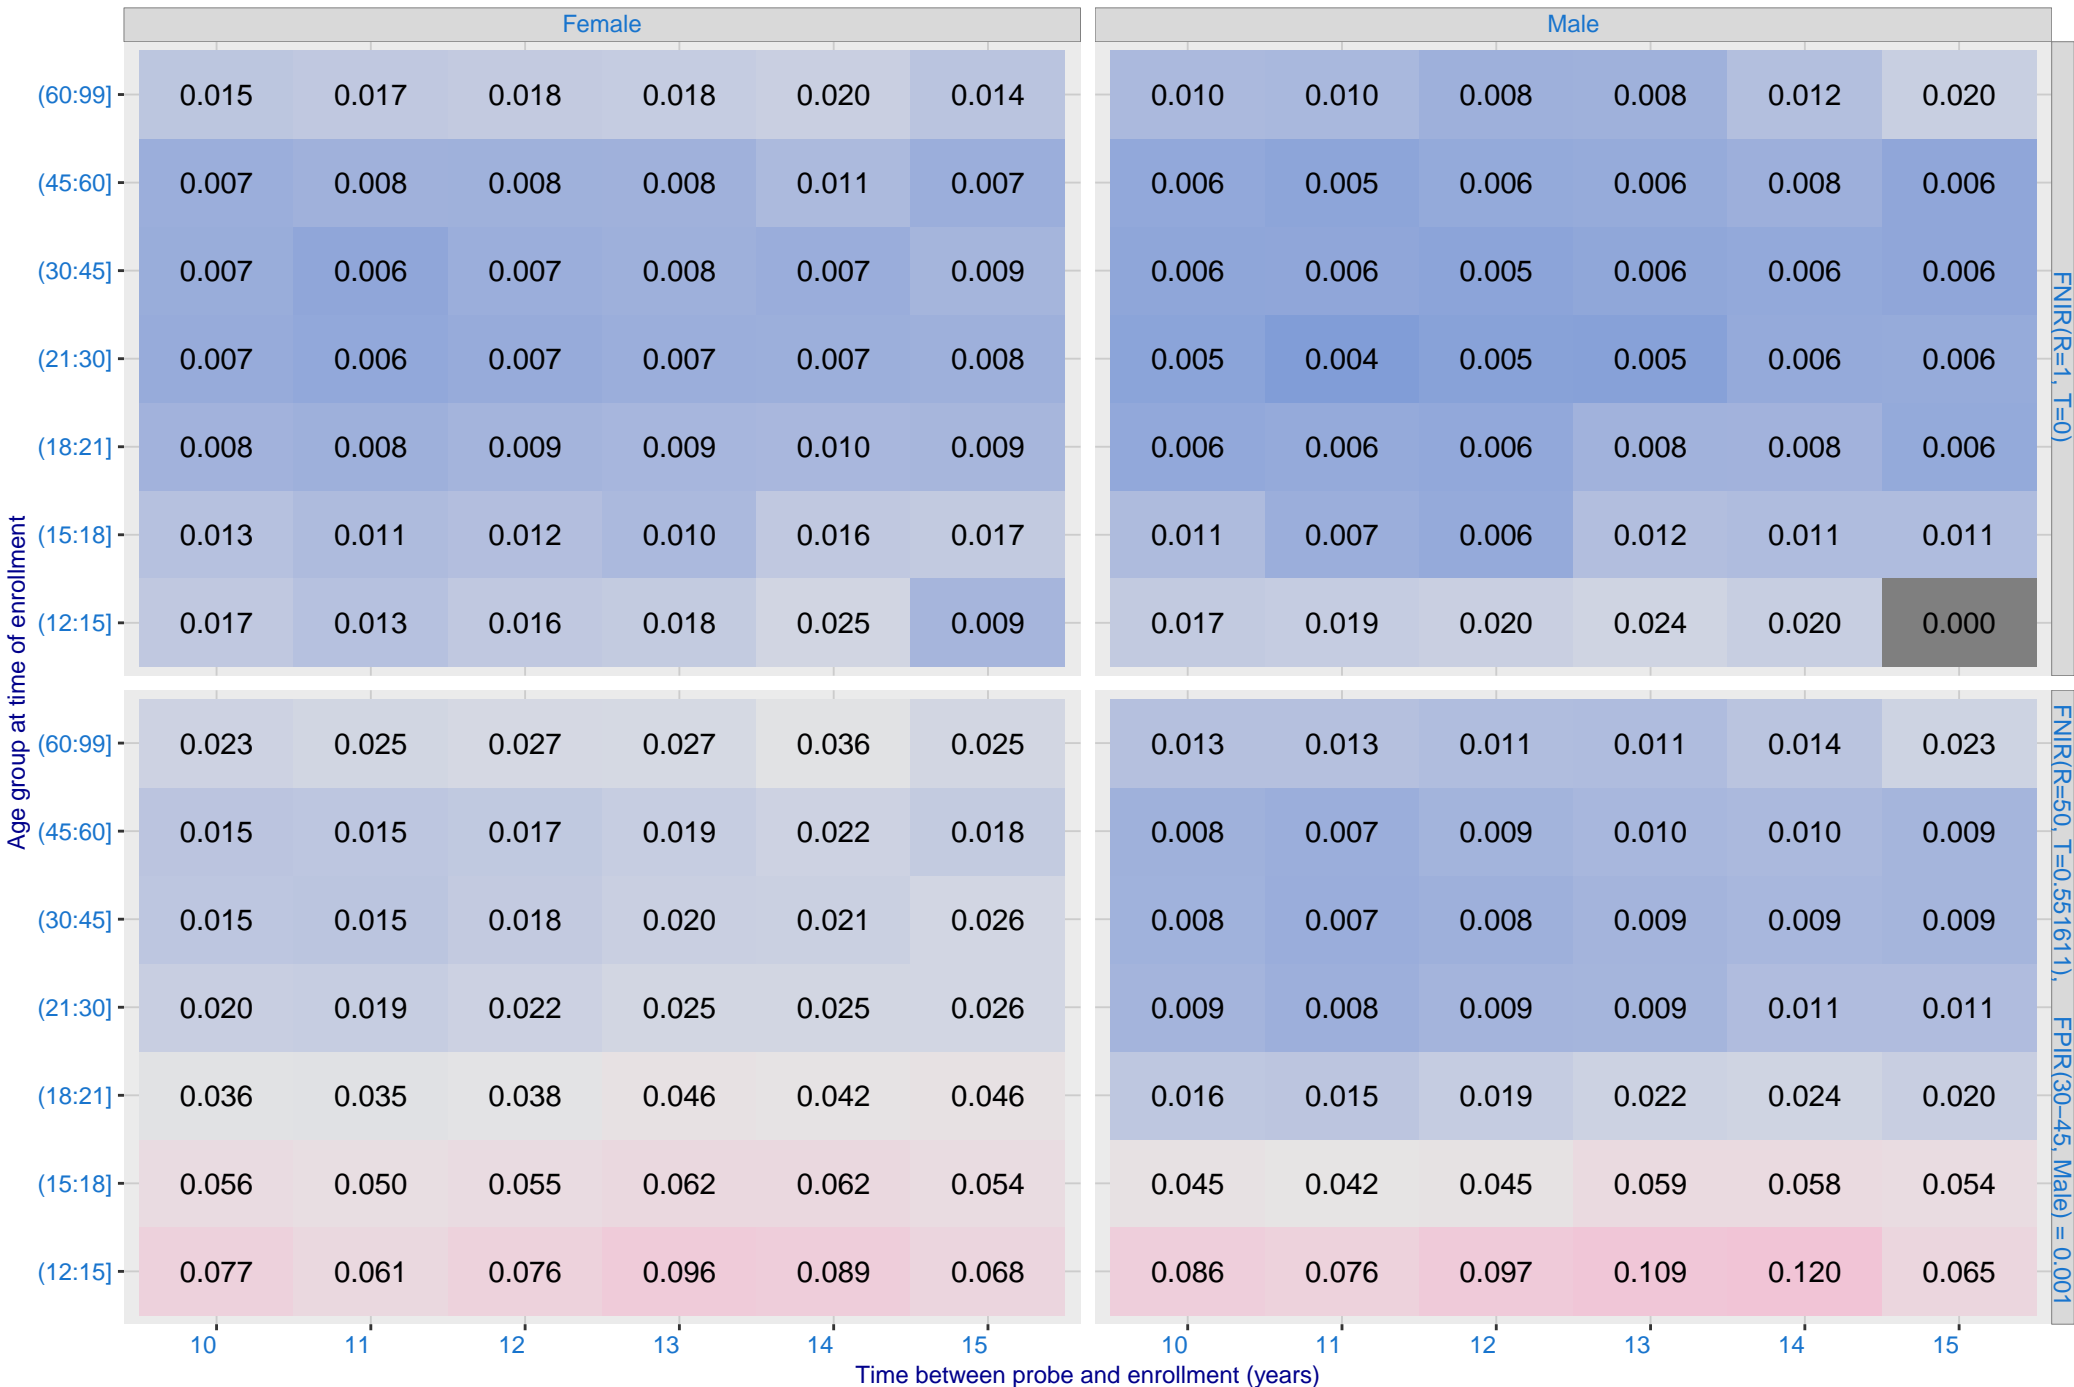 Female Male
(60:99] 0.015 0.017 0.018 0.018 0.020 0.014 0.010 0.010 0.008 0.008 0.012 0.020
(45:60] 0.007 0.008 0.008 0.008 0.011 0.007 0.006 0.005 0.006 0.006 0.008 0.006
(30:45] 0.007 0.006 0.007 0.008 0.007 0.009 0.006 0.006 0.005 0.006 0.006 0.006
(21:30] 0.007 0.006 0.007 0.007 0.007 0.008 0.005 0.004 0.005 0.005 0.006 0.006
(18:21] 0.008 0.008 0.009 0.009 0.010 0.009 0.006 0.006 0.006 0.008 0.008 0.006
(15:18] 0.013 0.011 0.012 0.010 0.016 0.017 0.011 0.007 0.006 0.012 0.011 0.011
(12:15] 0.017 0.013 0.016 0.018 0.025 0.009 0.017 0.019 0.020 0.024 0.020 0.000
FNIR(R=1, T=0)
(60:99] 0.023 0.025 0.027 0.027 0.036 0.025 0.013 0.013 0.011 0.011 0.014 0.023
(45:60] 0.015 0.015 0.017 0.019 0.022 0.018 0.008 0.007 0.009 0.010 0.010 0.009
(30:45] 0.015 0.015 0.018 0.020 0.021 0.026 0.008 0.007 0.008 0.009 0.009 0.009
(21:30] 0.020 0.019 0.022 0.025 0.025 0.026 0.009 0.008 0.009 0.009 0.011 0.011
(18:21] 0.036 0.035 0.038 0.046 0.042 0.046 0.016 0.015 0.019 0.022 0.024 0.020
(15:18] 0.056 0.050 0.055 0.062 0.062 0.054 0.045 0.042 0.045 0.059 0.058 0.054
(12:15] 0.077 0.061 0.076 0.096 0.089 0.068 0.086 0.076 0.097 0.109 0.120 0.065
FNIR(R=50, T=0.551611), FPIR(30−45, Male) = 0.001
10 11 12 13 14 15 10 11 12 13 14 15
Time between probe and enrollment (years)
Age group at time of enrollment